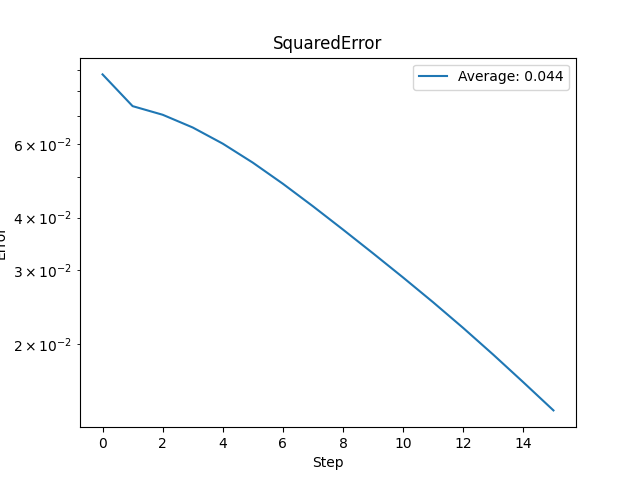 SquaredError
Average: 0.044
6 × 10⁻²
4 × 10⁻²
3 × 10⁻²
2 × 10⁻²
Error
0 2 4 6 8 10 12 14
Step